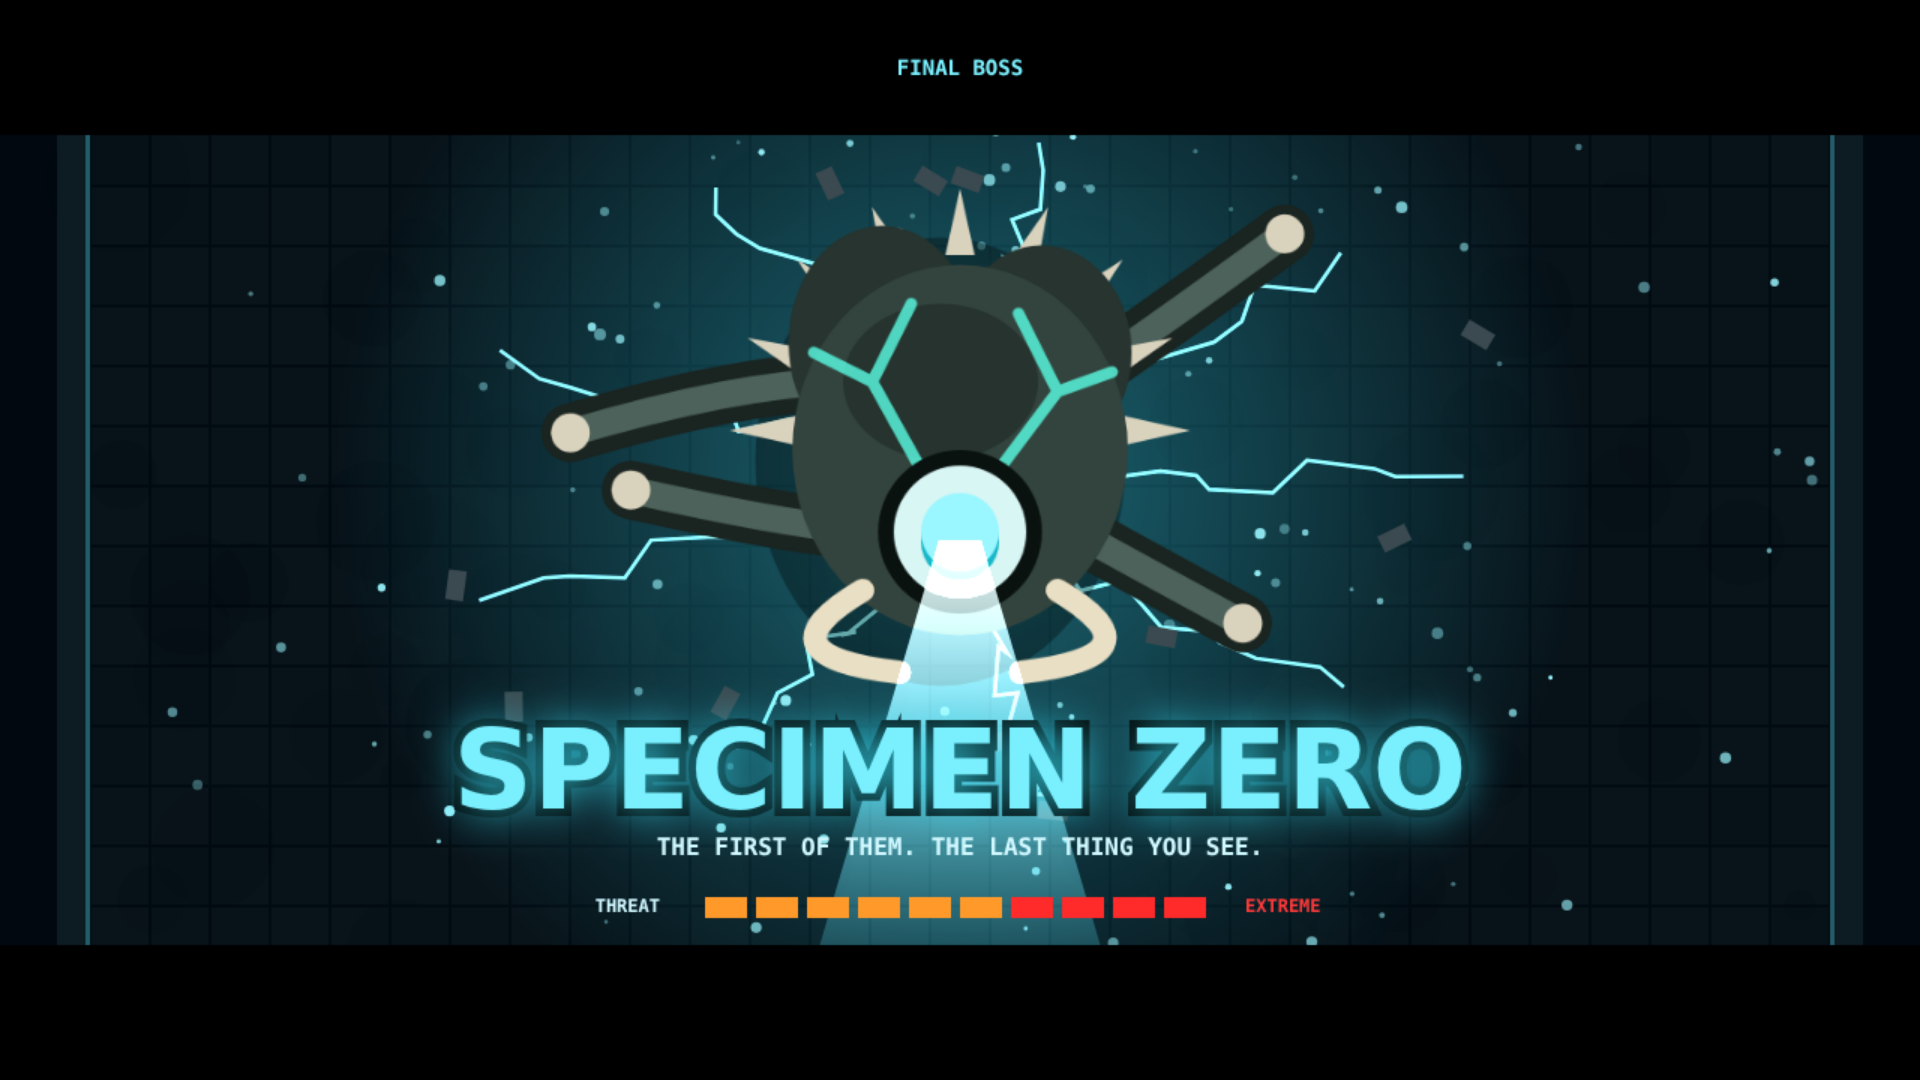 FINAL BOSS
SPECIMEN ZERO
THE FIRST OF THEM. THE LAST THING YOU SEE.
THREAT EXTREME